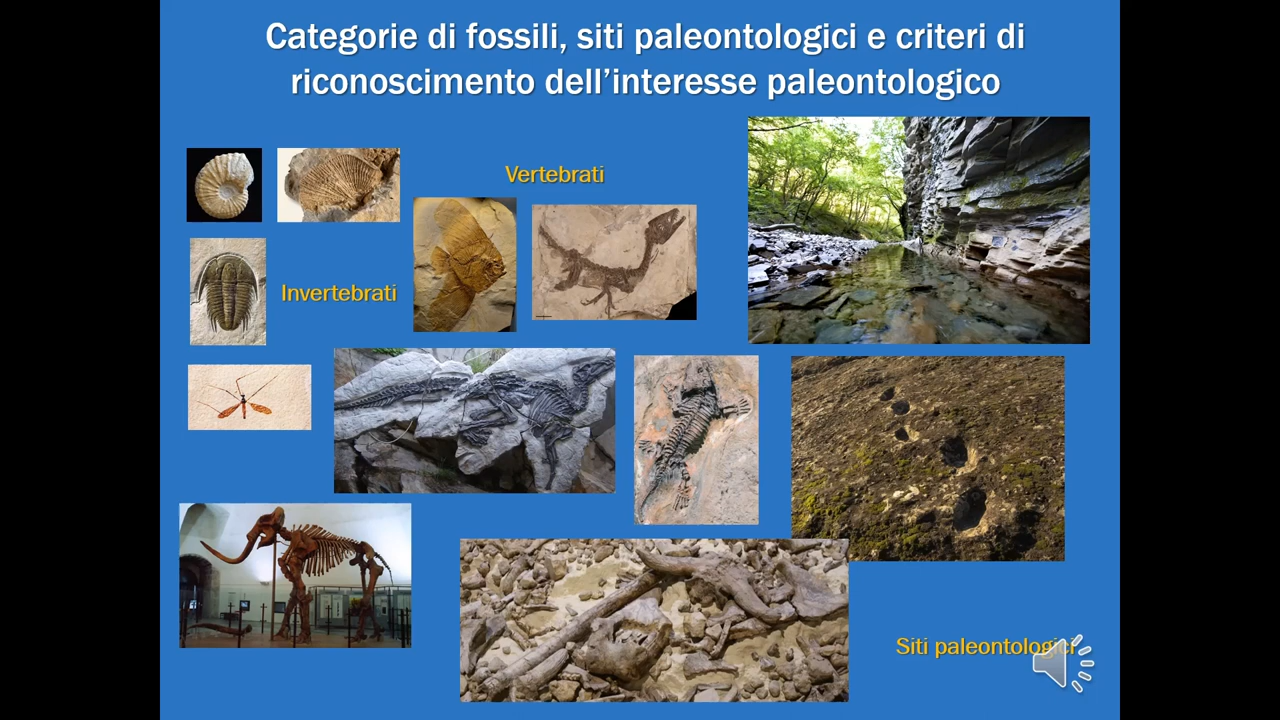 Categorie di fossili, siti paleontologici e criteri di
riconoscimento dell’interesse paleontologico
Vertebrati
Invertebrati
Siti paleontologici